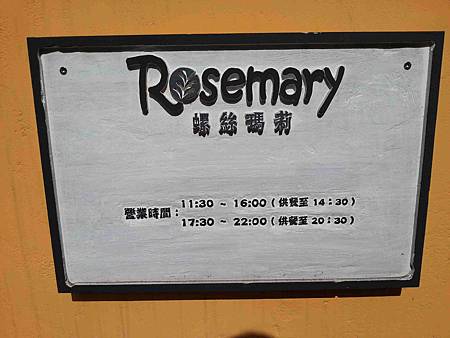 Rosemary
螺絲瑪莉
營業時間：11:30 ~ 16:00 ( 供餐至 14：30 )
17:30 ~ 22:00 ( 供餐至 20：30 )